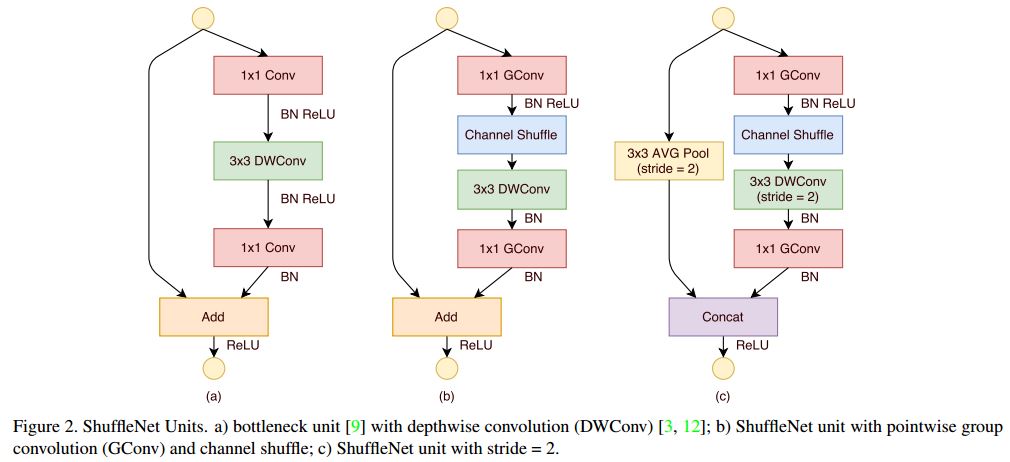 1x1 Conv
BN ReLU
3x3 DWConv
BN ReLU
1x1 Conv
BN
Add
ReLU
(a)
1x1 GConv
BN ReLU
Channel Shuffle
3x3 DWConv
BN
1x1 GConv
BN
Add
ReLU
(b)
3x3 AVG Pool
(stride = 2)
1x1 GConv
BN ReLU
Channel Shuffle
3x3 DWConv
(stride = 2)
BN
1x1 GConv
BN
Concat
ReLU
(c)
Figure 2. ShuffleNet Units. a) bottleneck unit [9] with depthwise convolution (DWConv) [3, 12]; b) ShuffleNet unit with pointwise group
convolution (GConv) and channel shuffle; c) ShuffleNet unit with stride = 2.